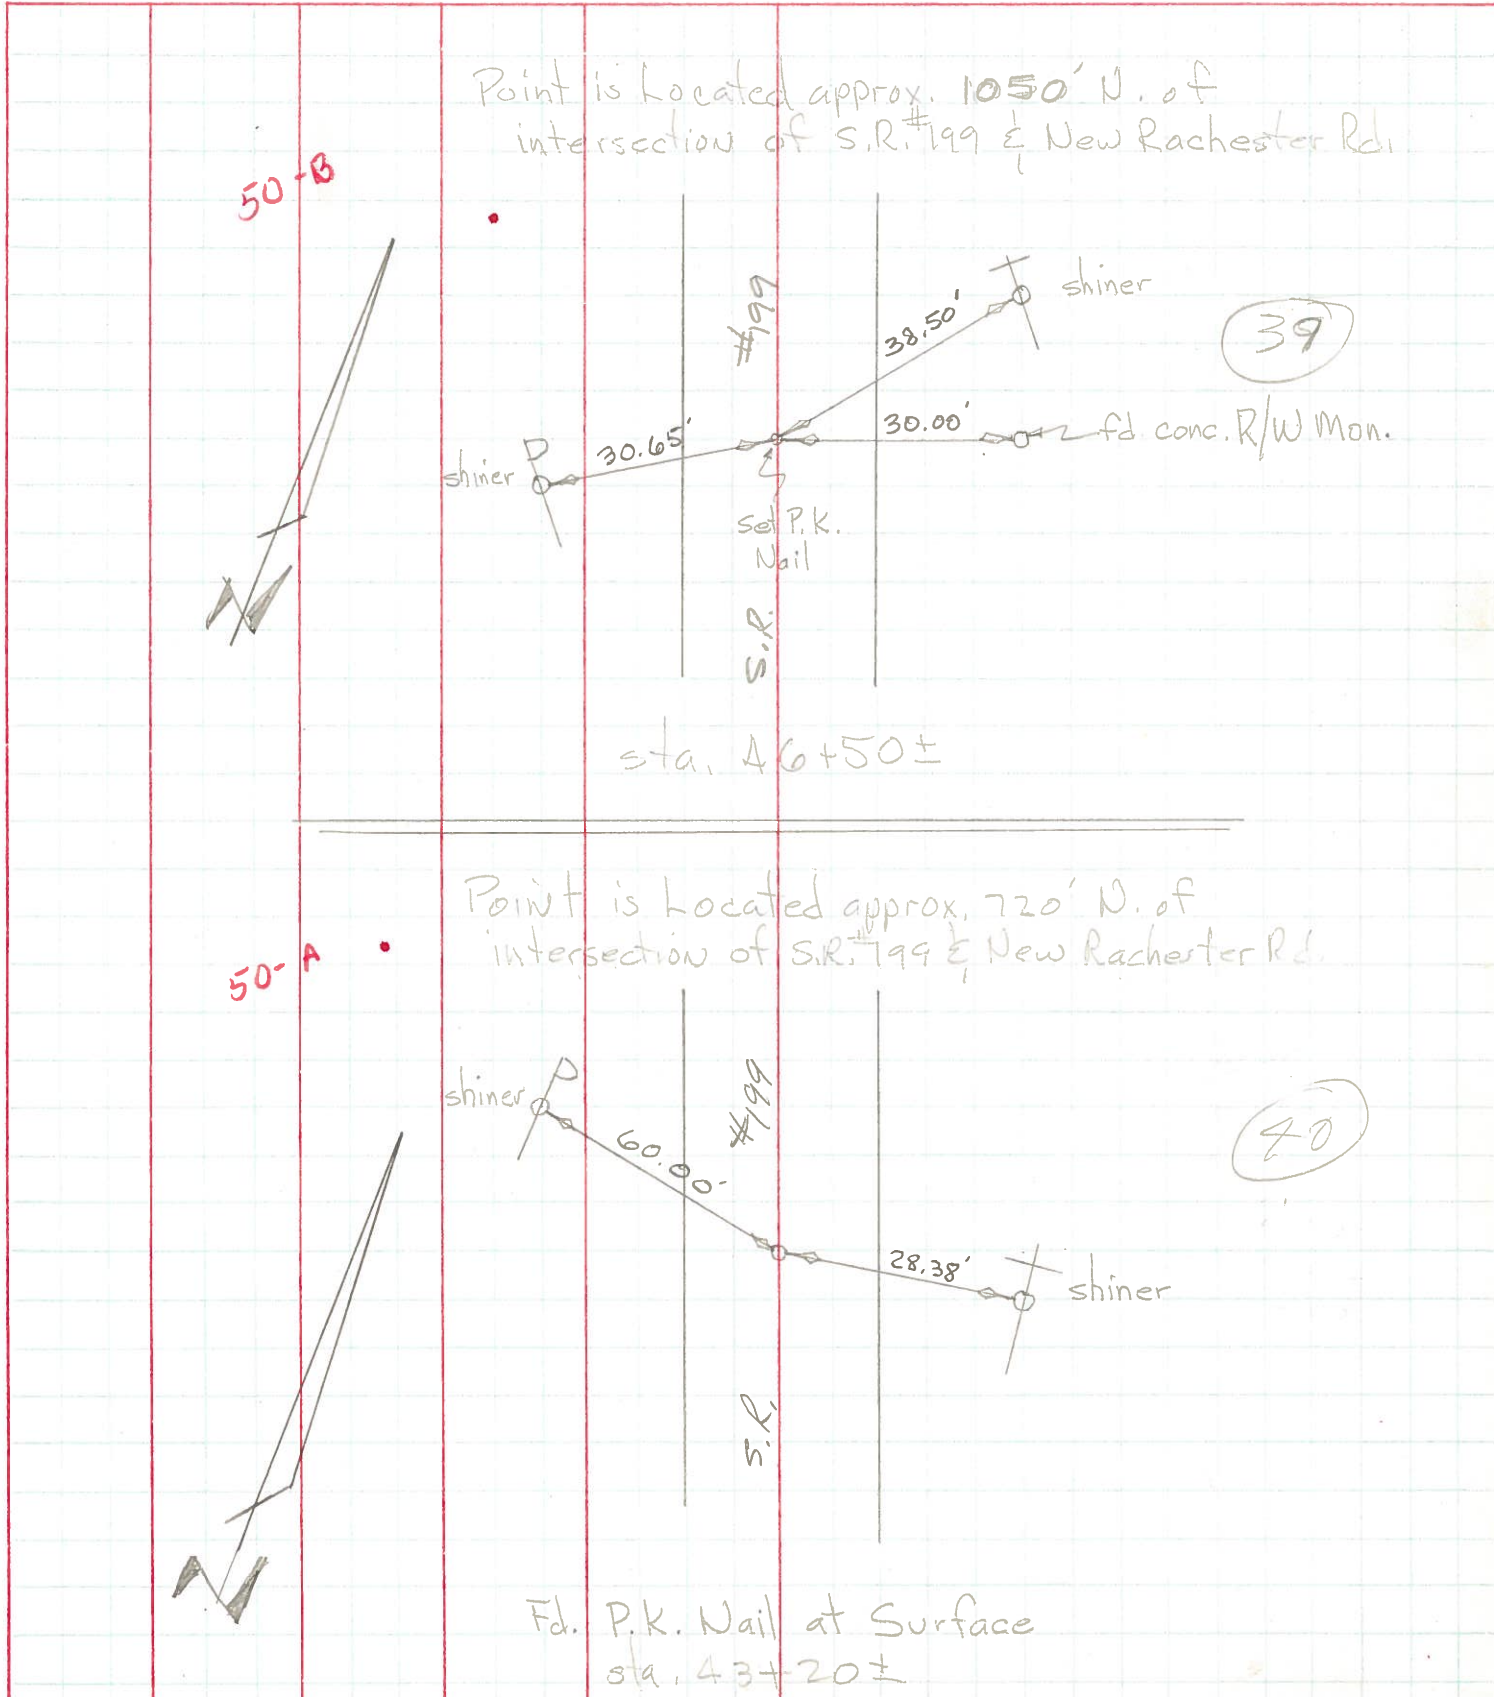 Point is Located approx. 1050' N. of
intersection of S.R. #199 & New Rachester Rd.
50-B
#199
38.50'
shiner
39
30.65'
30.00'
fd conc. R/W Mon.
shiner
set P.K.
Nail
S.R.
sta. 46+50±
Point is Located approx. 720' N. of
intersection of S.R. #199 & New Rachester Rd.
50-A
shiner
#199
60.00'
40
28.38'
shiner
S.R.
N
N
Fd. P.K. Nail at Surface
sta. 43+20±